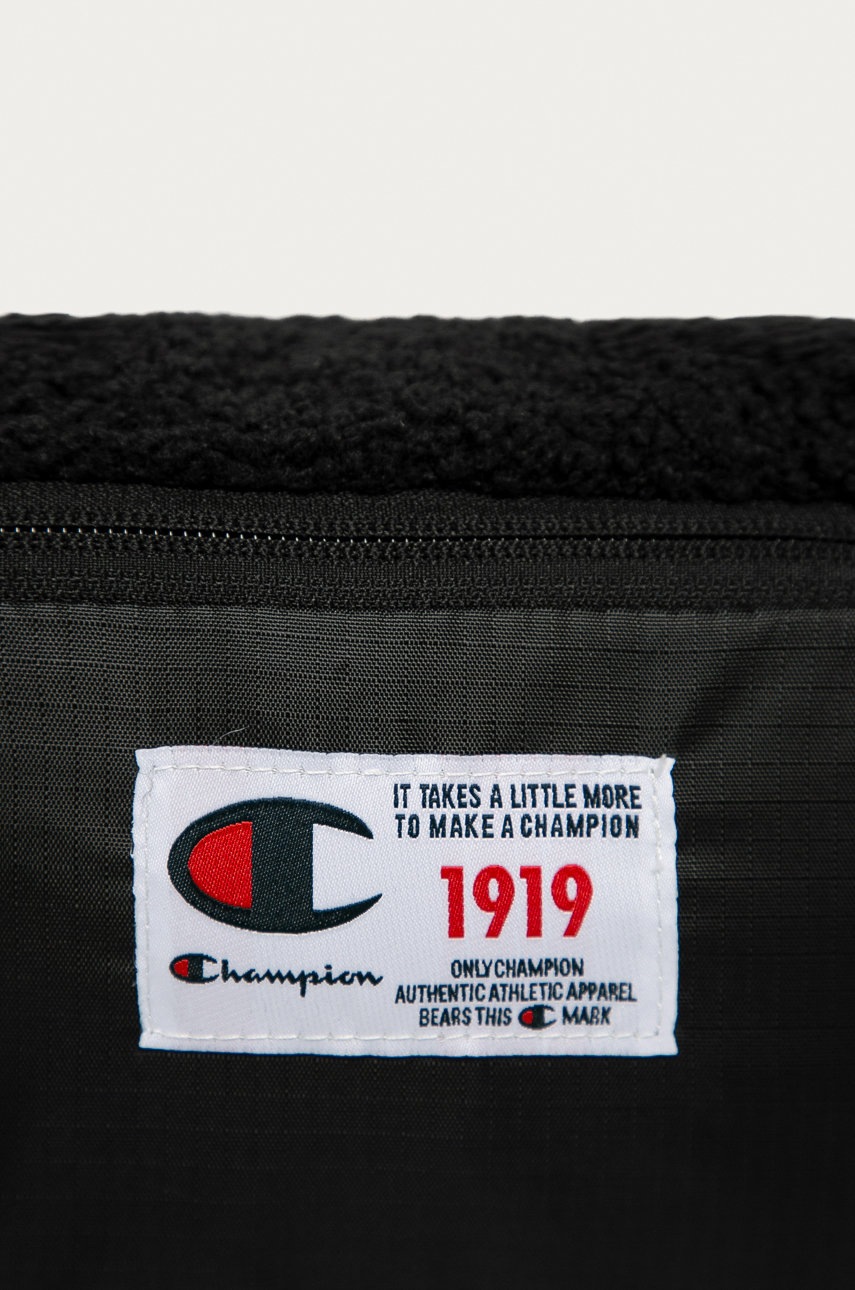 IT TAKES A LITTLE MORE
TO MAKE A CHAMPION
1919
Champion
ONLY CHAMPION
AUTHENTIC ATHLETIC APPAREL
BEARS THIS MARK